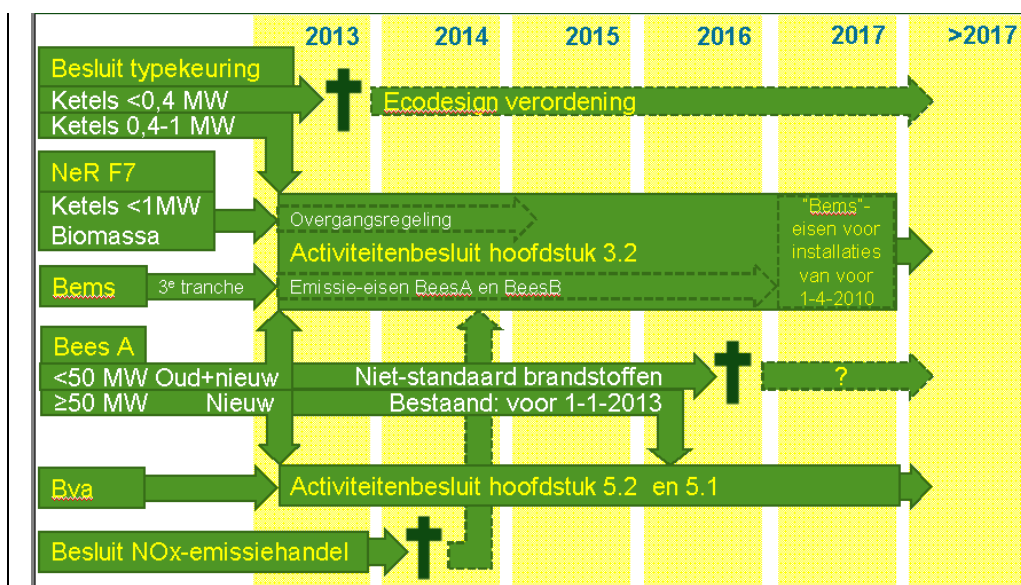 2013 2014 2015 2016 2017 >2017
Besluit typekeuring
Ketels <0,4 MW
Ecodesign verordening
Ketels 0,4-1 MW
NeR F7
Ketels <1MW
Biomassa
Overgangsregeling
Activiteitenbesluit hoofdstuk 3.2
"Bems"-
eisen voor
installaties
van voor
1-4-2010
Bems
3e tranche
Emissie-eisen BeesA en BeesB
Bees A
<50 MW Oud+nieuw
Niet-standaard brandstoffen
?
≥50 MW Nieuw
Bestaand: voor 1-1-2013
Bva
Activiteitenbesluit hoofdstuk 5.2 en 5.1
Besluit NOx-emissiehandel